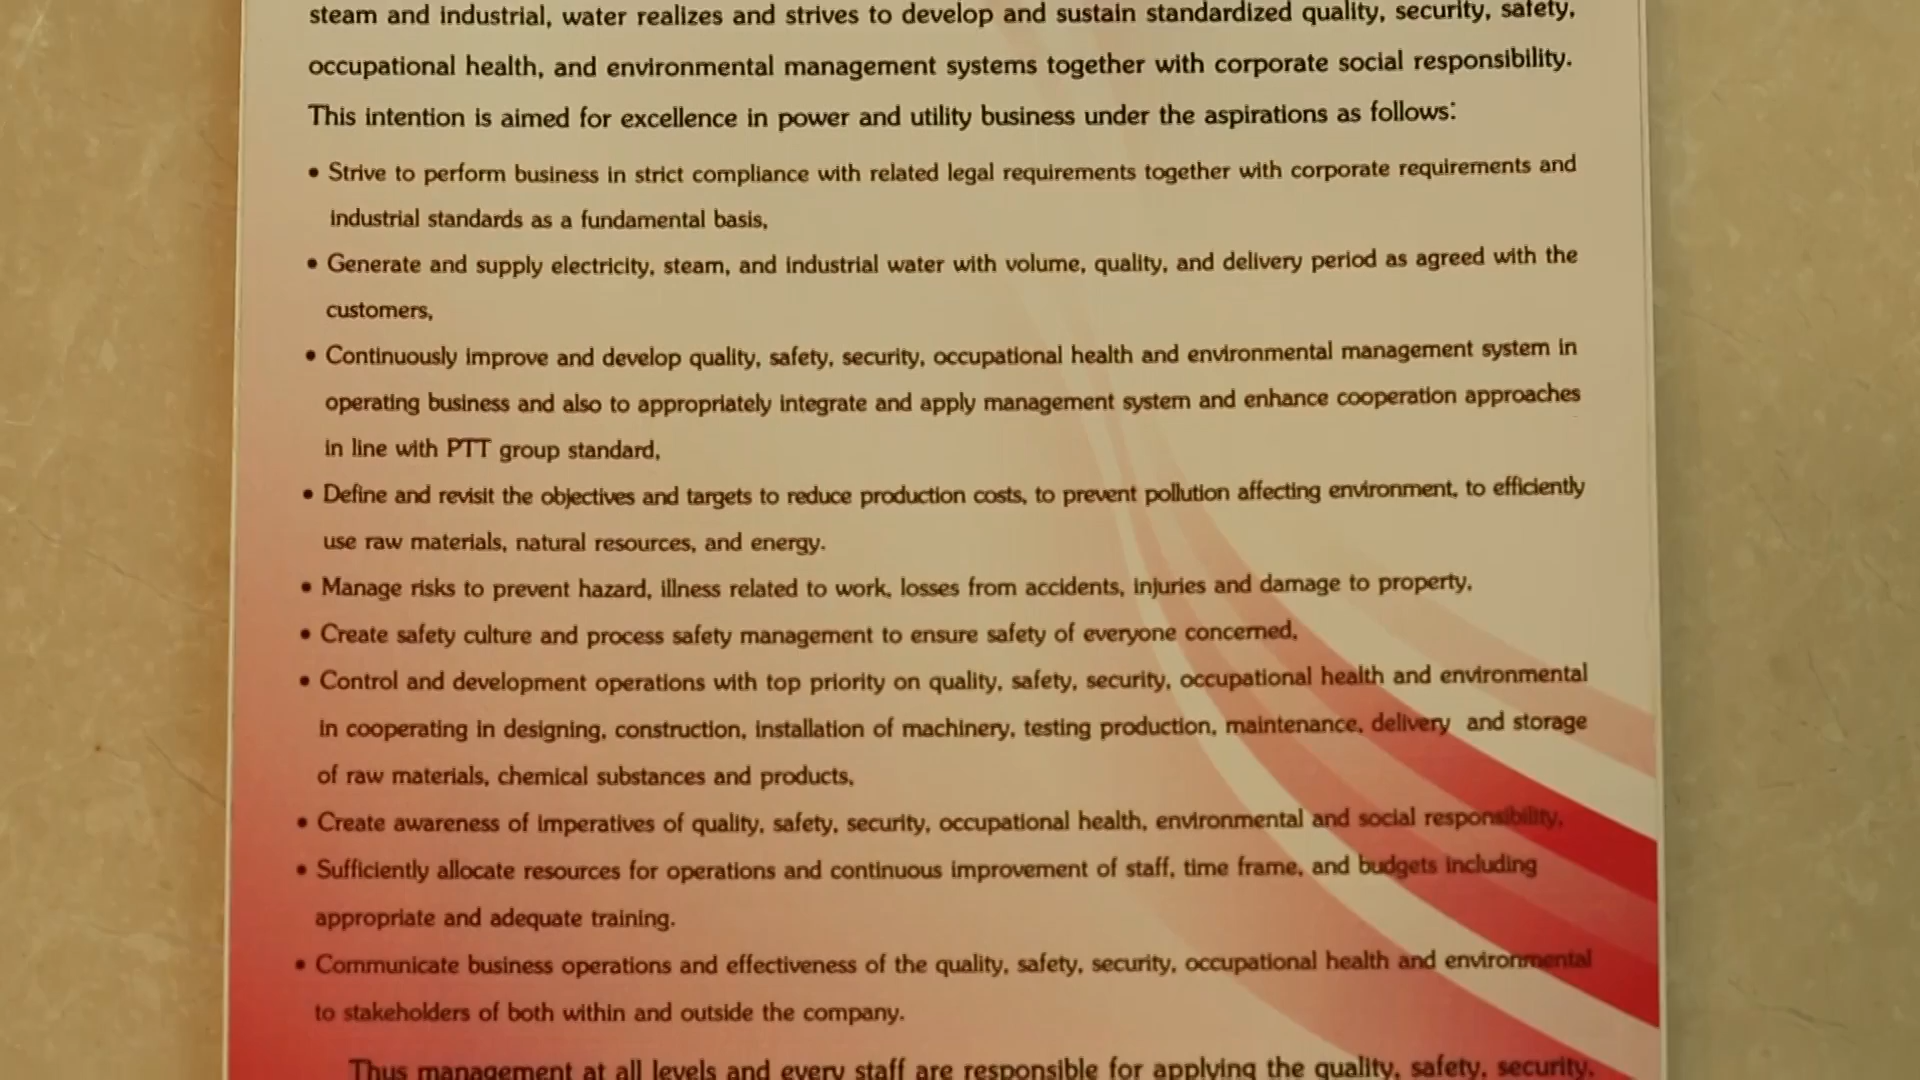 steam and industrial, water realizes and strives to develop and sustain standardized quality, security, safety,
occupational health, and environmental management systems together with corporate social responsibility.
This intention is aimed for excellence in power and utility business under the aspirations as follows:
• Strive to perform business in strict compliance with related legal requirements together with corporate requirements and
industrial standards as a fundamental basis,
• Generate and supply electricity, steam, and industrial water with volume, quality, and delivery period as agreed with the
customers,
• Continuously improve and develop quality, safety, security, occupational health and environmental management system in
operating business and also to appropriately integrate and apply management system and enhance cooperation approaches
in line with PTT group standard,
• Define and revisit the objectives and targets to reduce production costs, to prevent pollution affecting environment, to efficiently
use raw materials, natural resources, and energy.
• Manage risks to prevent hazard, illness related to work, losses from accidents, injuries and damage to property,
• Create safety culture and process safety management to ensure safety of everyone concerned,
• Control and development operations with top priority on quality, safety, security, occupational health and environmental
in cooperating in designing, construction, installation of machinery, testing production, maintenance, delivery and storage
of raw materials, chemical substances and products,
• Create awareness of imperatives of quality, safety, security, occupational health, environmental and social responsibility,
• Sufficiently allocate resources for operations and continuous improvement of staff, time frame, and budgets including
appropriate and adequate training.
• Communicate business operations and effectiveness of the quality, safety, security, occupational health and environmental
to stakeholders of both within and outside the company.
Thus management at all levels and every staff are responsible for applying the quality, safety, security,